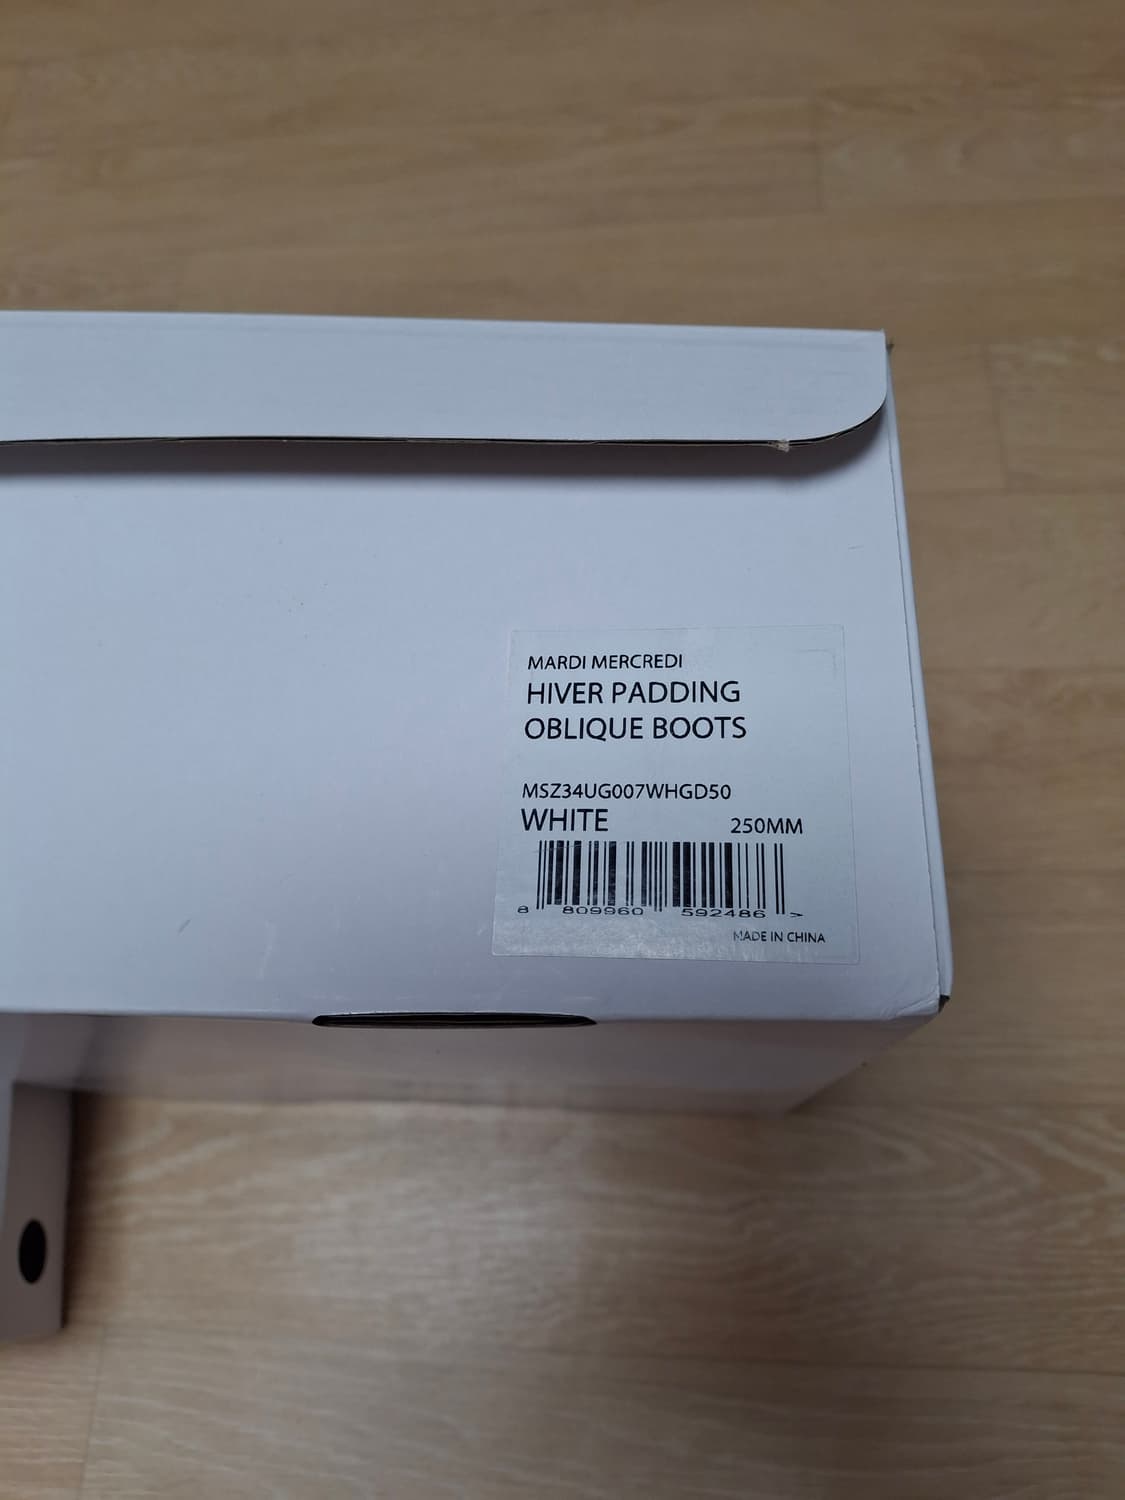 MARDI MERCREDI
HIVER PADDING
OBLIQUE BOOTS
MSZ34UG007WHGD50
WHITE 250MM
8 809960 592486 >
MADE IN CHINA